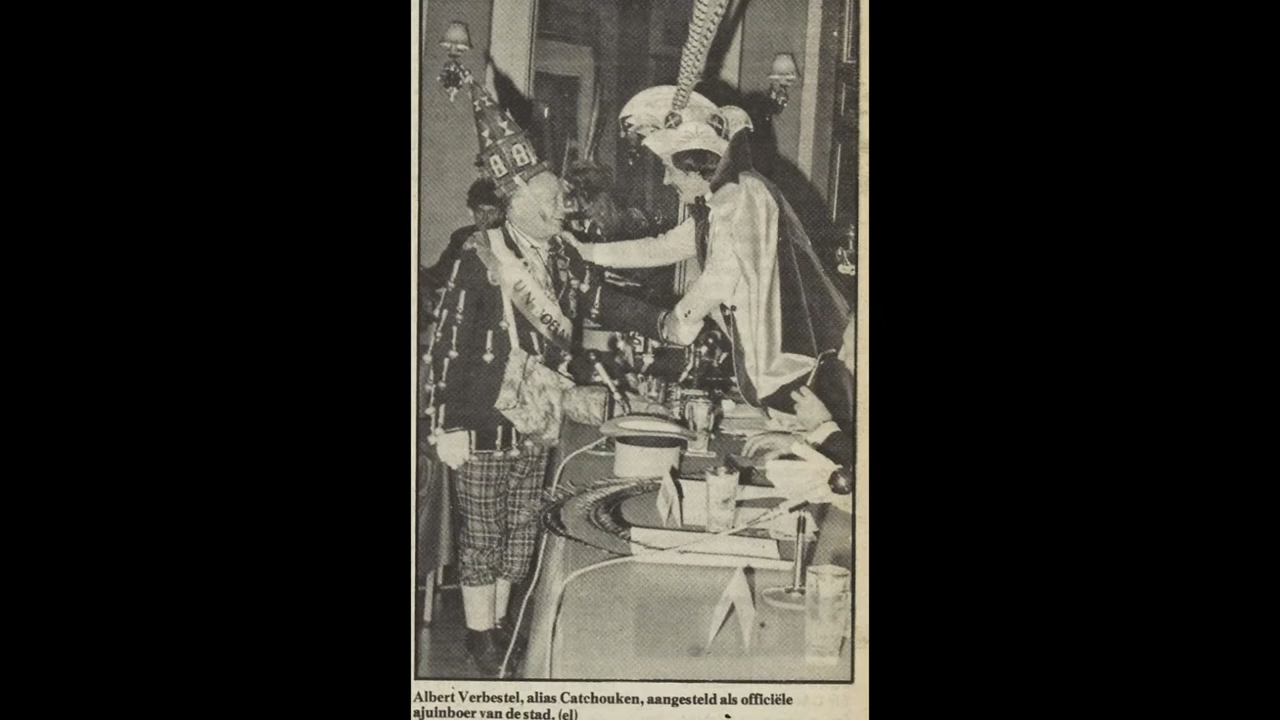 Albert Verbestel, alias Catchouken, aangesteld als officiële
ajuinboer van de stad. (el)